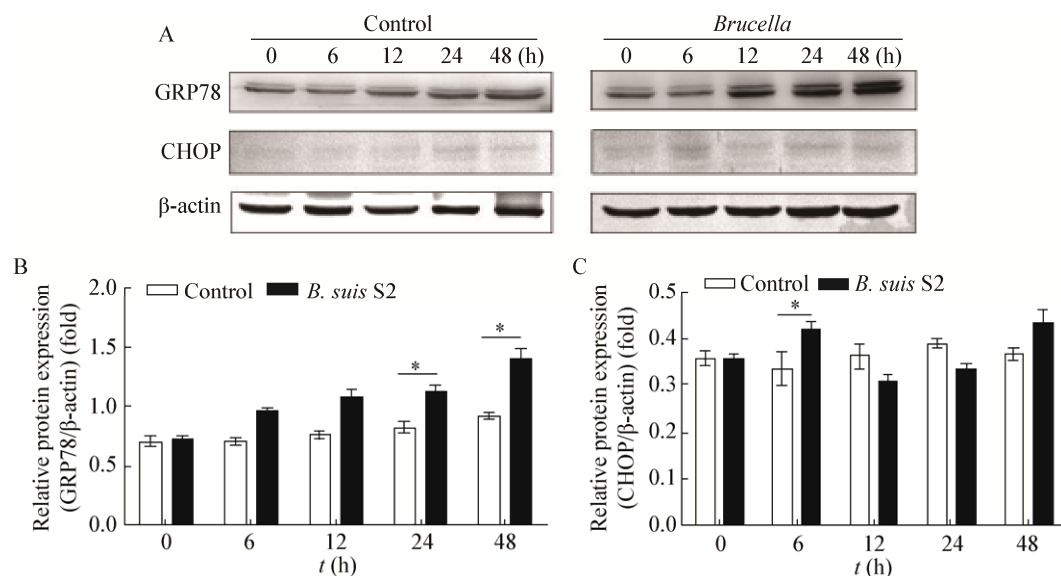 A
Control
Brucella
0 6 12 24 48 (h)
0 6 12 24 48 (h)
GRP78
CHOP
β-actin
B
Control
B. suis S2
Relative protein expression
(GRP78/β-actin) (fold)
2.0
1.5
1.0
0.5
0.0
*
*
0 6 12 24 48
t (h)
C
Control
B. suis S2
Relative protein expression
(CHOP/β-actin) (fold)
0.5
0.4
0.3
0.2
0.1
0.0
*
0 6 12 24 48
t (h)